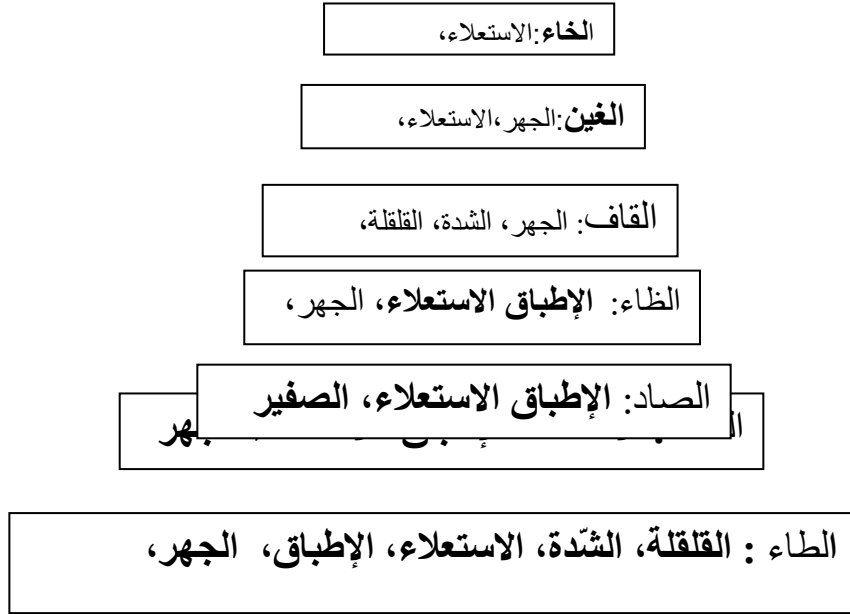 الخاء:الاستعلاء،
الغين:الجهر،الاستعلاء،
القاف: الجهر، الشدة، القلقلة،
الظاء: الإطباق الاستعلاء، الجهر،
الصاد: الإطباق الاستعلاء، الصفير
الطاء : القلقلة، الشّدة، الاستعلاء، الإطباق، الجهر،